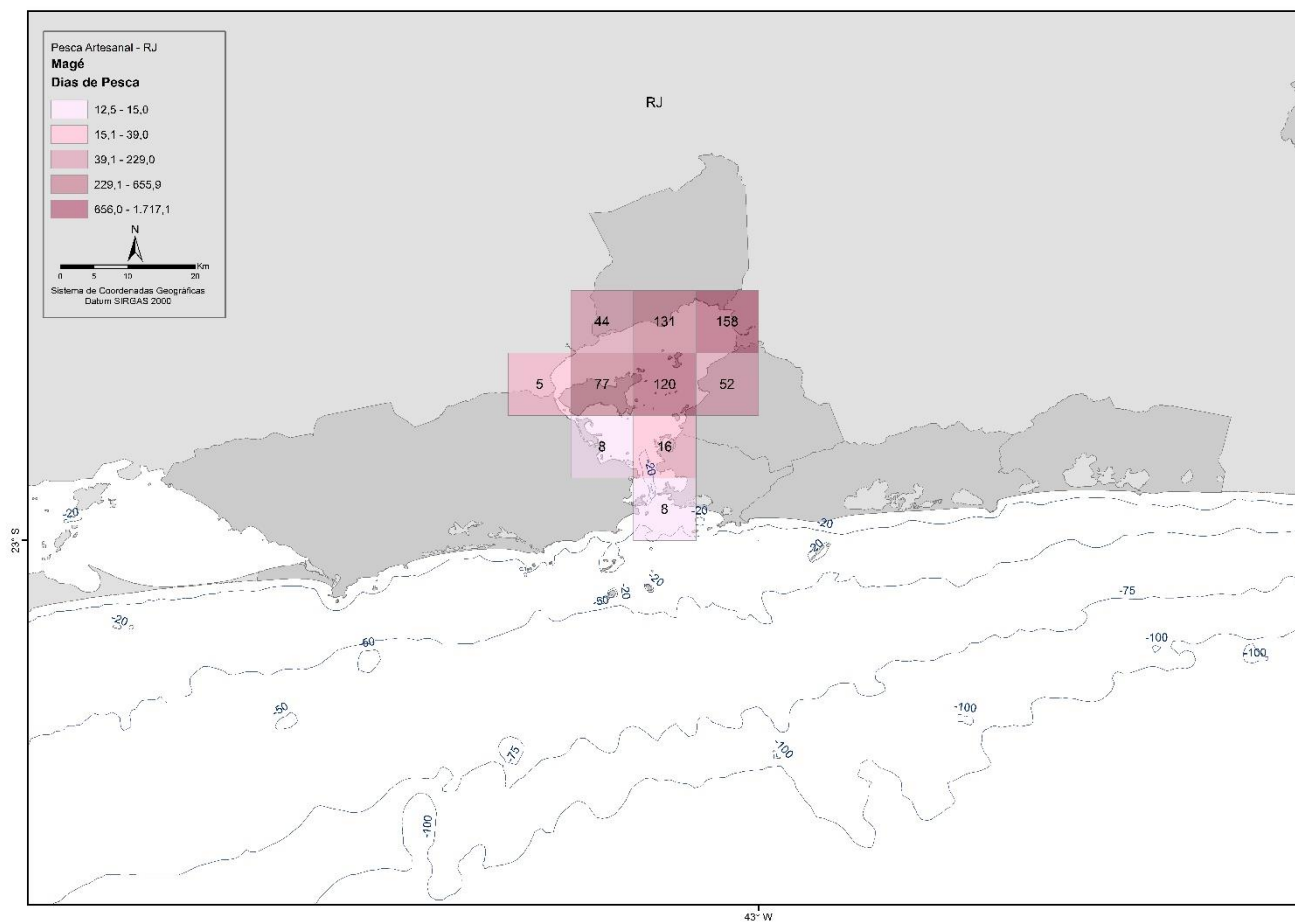 Pesca Artesanal - RJ
Magé
Dias de Pesca
12,5 - 15,0
15,1 - 39,0
39,1 - 229,0
229,1 - 655,9
656,0 - 1.717,1
N
Km
0 5 10 20
Sistema de Coordenadas Geográficas
Datum SIRGAS 2000
RJ
44 131 158
5 77 120 52
8 16
-20
8
-20
-20
-20
-20
23° S
-20
-20
-50
-75
-20
-60
-100
-100
-50
-100
-75
-100
-100
43° W